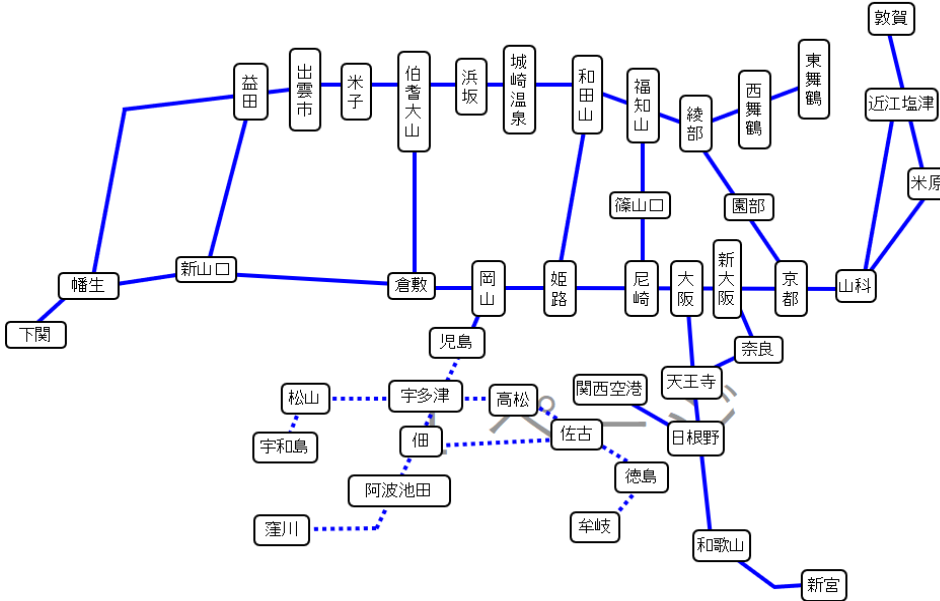 敦賀
東舞鶴
城崎温泉
出雲市
伯耆大山
和田山
浜坂
米子
益田
福知山
西舞鶴
綾部
近江塩津
米原
篠山口
園部
新大阪
新山口
幡生
倉敷
岡山
姫路
尼崎
大阪
京都
山科
下関
児島
奈良
天王寺
関西空港
松山
宇多津
高松
ページ
宇和島
佃
佐古
日根野
徳島
阿波池田
窪川
牟岐
和歌山
新宮